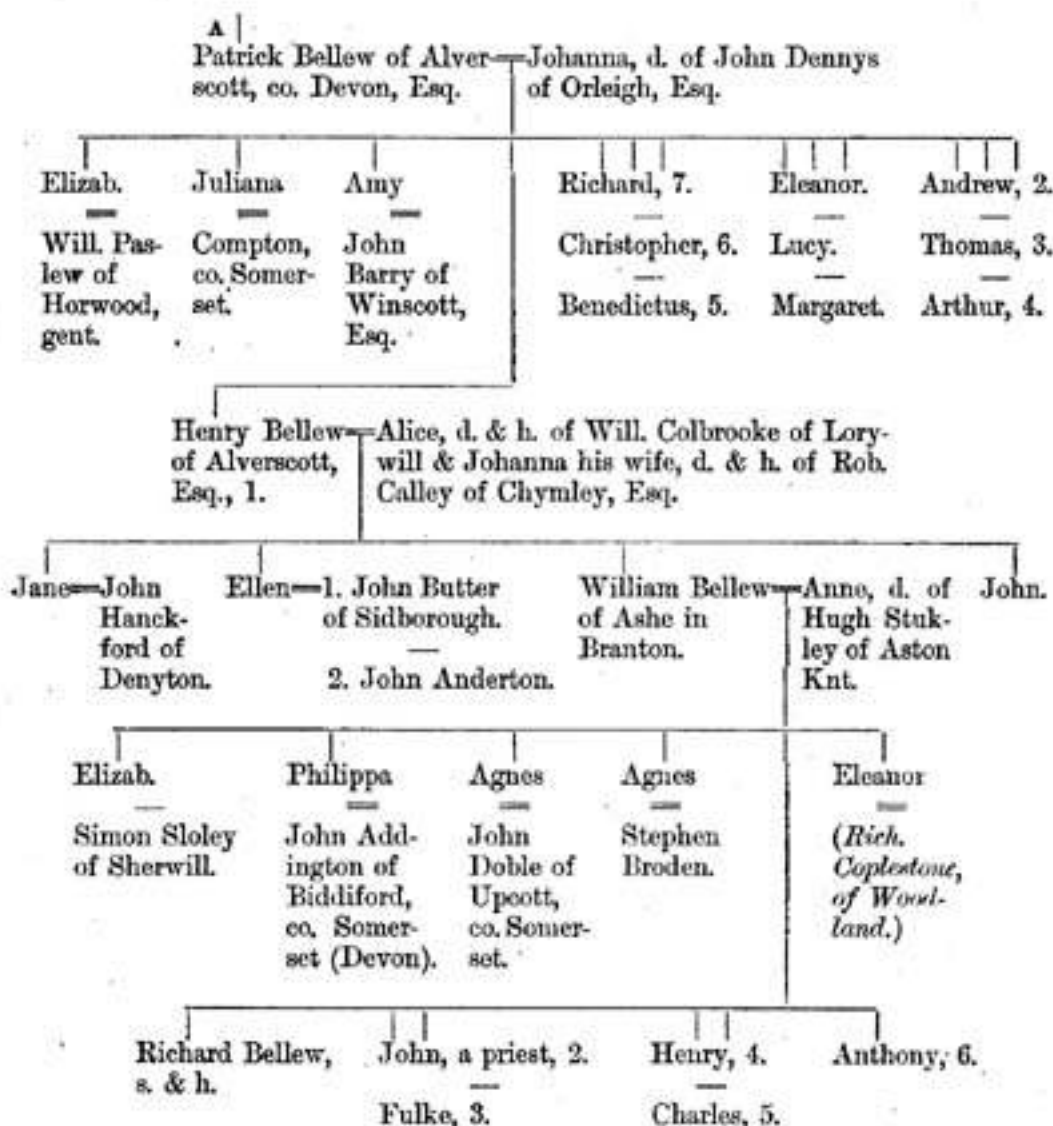 A
Patrick Bellew of Alver
scott, co. Devon, Esq.
Johanna, d. of John Dennys
of Orleigh, Esq.
Elizab.
Will. Pas-
lew of
Horwood,
gent.
Juliana
Compton,
co. Somer-
set.
Amy
John
Barry of
Winscott,
Esq.
Richard, 7.
Christopher, 6.
Benedictus, 5.
Eleanor.
Lucy.
Margaret.
Andrew, 2.
Thomas, 3.
Arthur, 4.
Henry Bellew
of Alverscott,
Esq., 1.
Alice, d. & h. of Will. Colbrooke of Lory-
will & Johanna his wife, d. & h. of Rob.
Calley of Chymley, Esq.
Jane
John
Hanck-
ford of
Denyton.
Ellen
1. John Butter
of Sidborough.
2. John Anderton.
William Bellew
of Ashe in
Branton.
Anne, d. of
Hugh Stuk-
ley of Aston
Knt.
John.
Elizab.
Simon Sloley
of Sherwill.
Philippa
John Add-
ington of
Biddiford,
co. Somer-
set (Devon).
Agnes
John
Doble of
Upcott,
co. Somer-
set.
Agnes
Stephen
Broden.
Eleanor
(Rich.
Coplestone,
of Wood-
land.)
Richard Bellew,
s. & h.
John, a priest, 2.
Fulke, 3.
Henry, 4.
Charles, 5.
Anthony, 6.